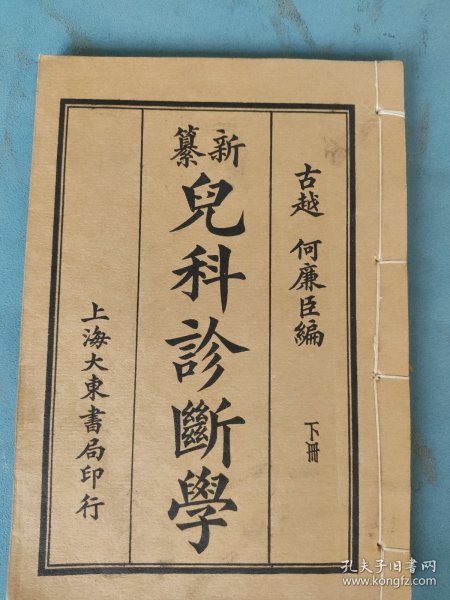 古越 何廉臣編
下冊
新纂
兒科診斷學
上海大東書局印行
孔夫子旧书网
www.kongfz.com